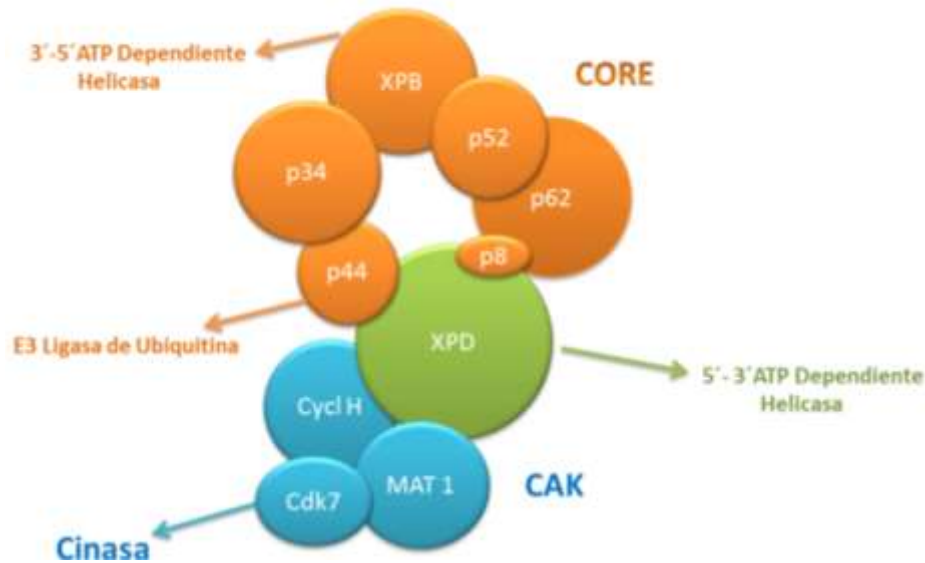 3´-5´ATP Dependiente
Helicasa
XPB
CORE
p52
p34
p62
p8
p44
E3 Ligasa de Ubiquitina
XPD
5´- 3´ATP Dependiente
Helicasa
Cycl H
MAT 1
CAK
Cdk7
Cinasa